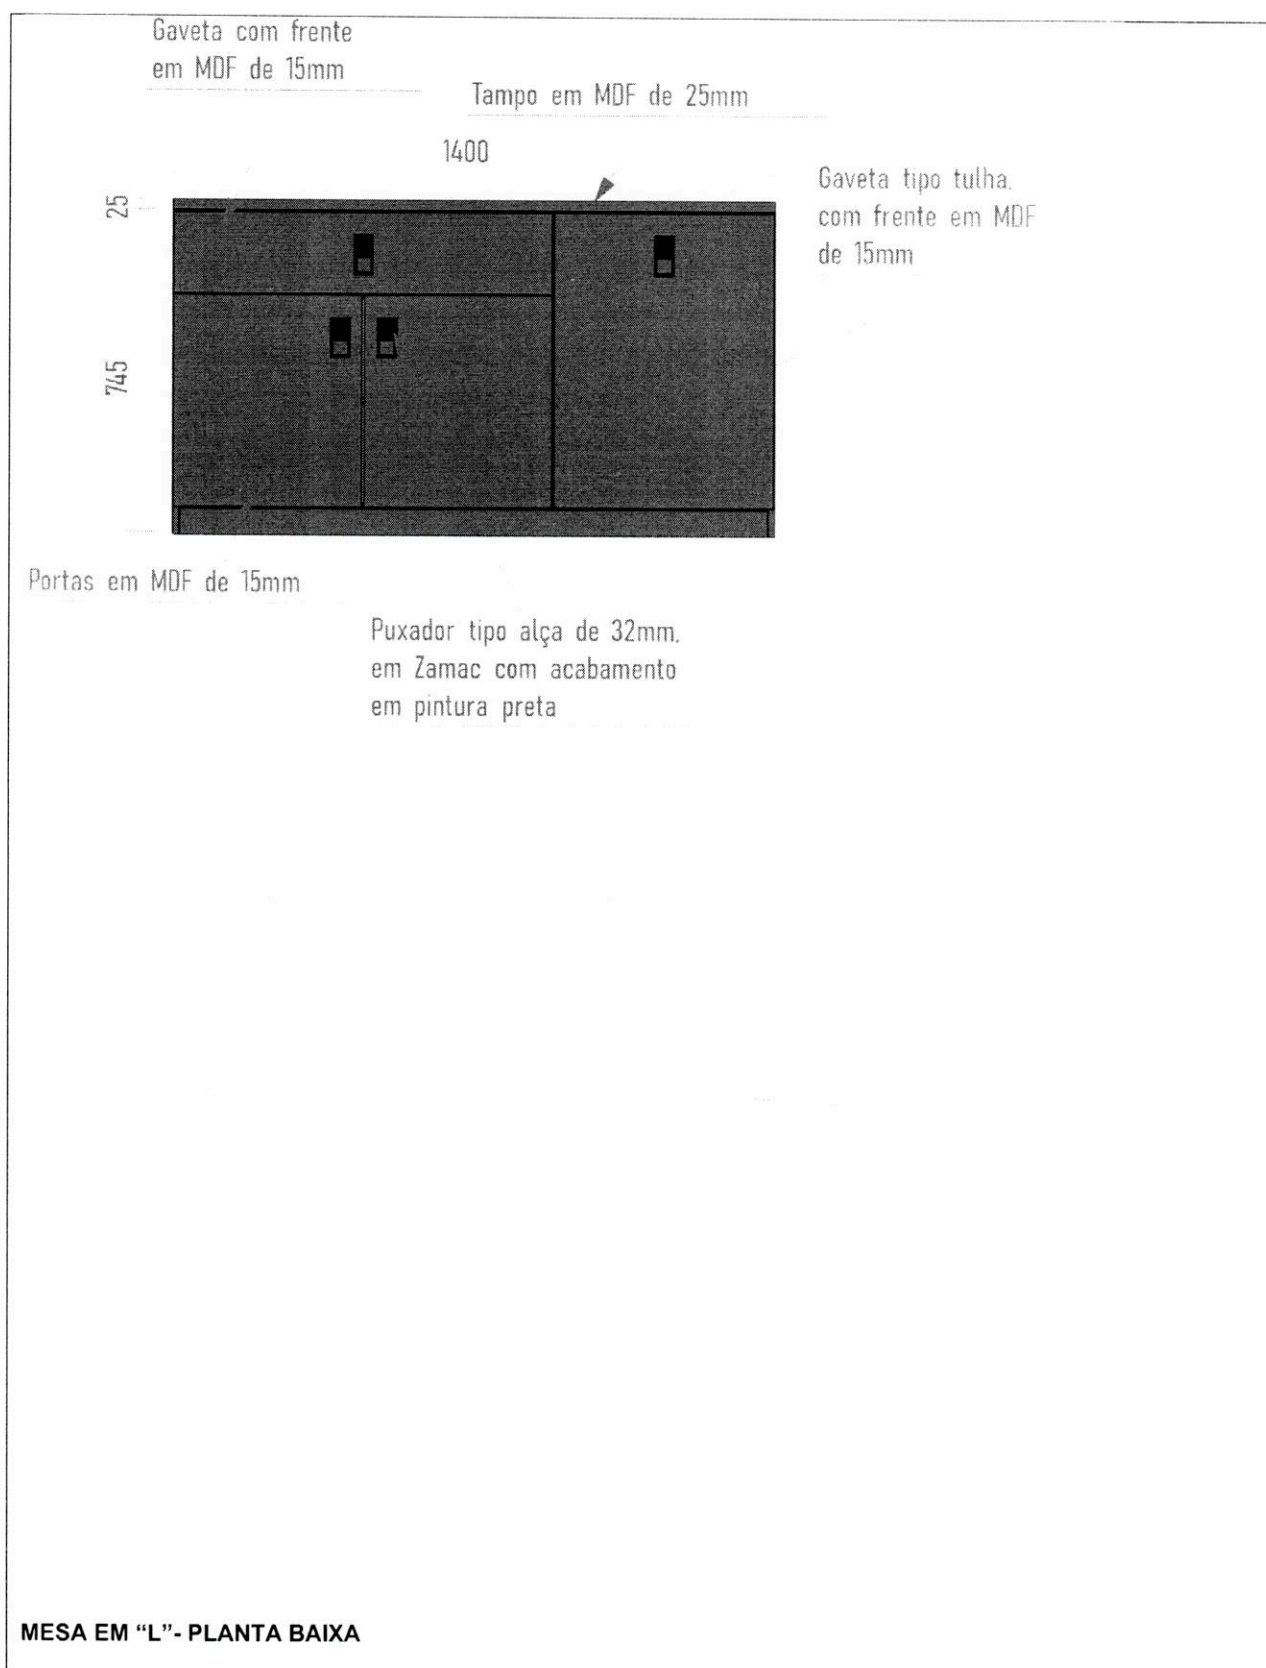 Gaveta com frente
em MDF de 15mm
Tampo em MDF de 25mm
1400
25
Gaveta tipo tulha,
com frente em MDF
de 15mm
745
Portas em MDF de 15mm
Puxador tipo alça de 32mm,
em Zamac com acabamento
em pintura preta
MESA EM “L”- PLANTA BAIXA